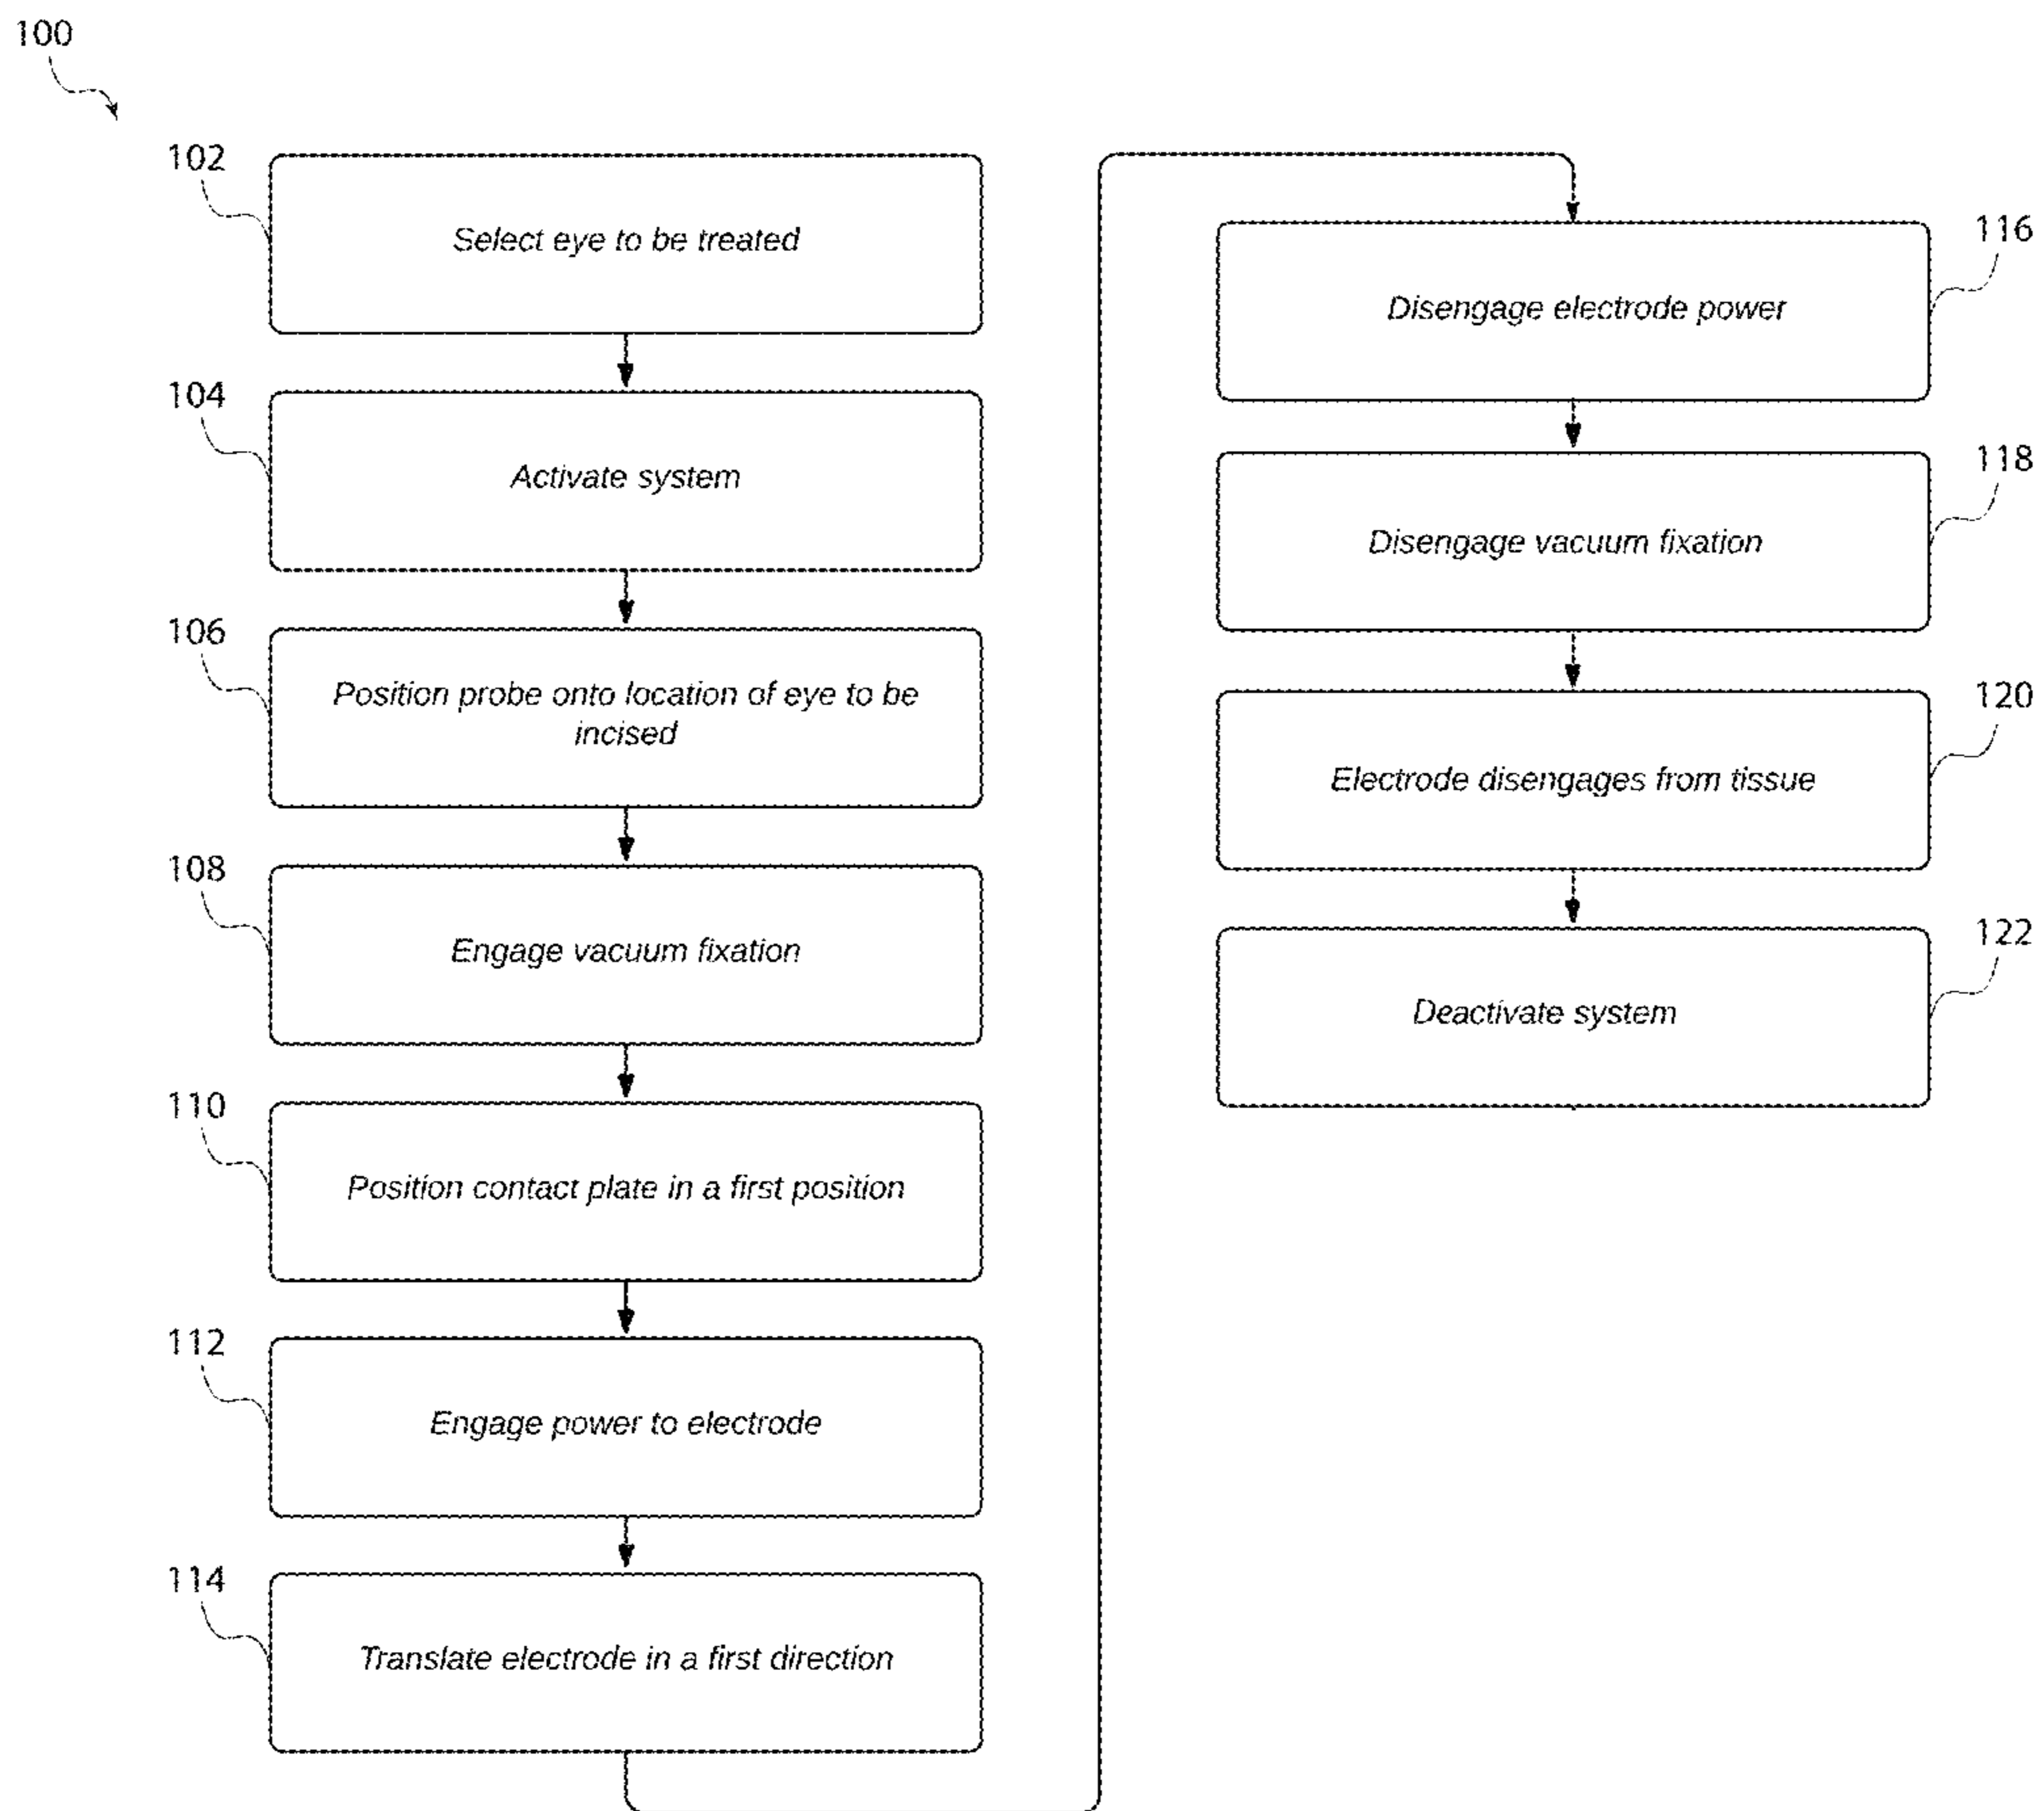 100
102
Select eye to be treated
104
Activate system
106
Position probe onto location of eye to be
incised
108
Engage vacuum fixation
110
Position contact plate in a first position
112
Engage power to electrode
114
Translate electrode in a first direction
116
Disengage electrode power
118
Disengage vacuum fixation
120
Electrode disengages from tissue
122
Deactivate system